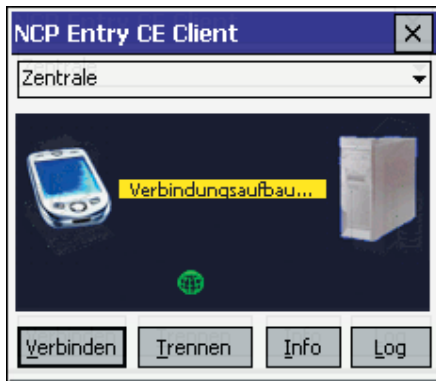 NCP Entry CE Client
Zentrale
Verbindungsaufbau...
Verbinden Trennen Info Log